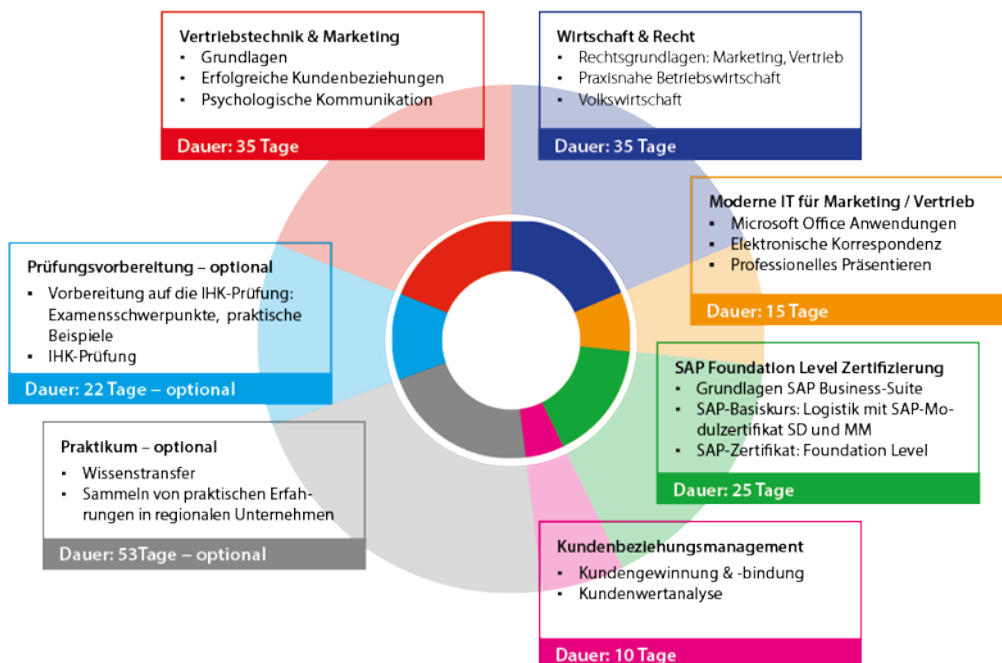 Vertriebstechnik & Marketing
▪ Grundlagen
▪ Erfolgreiche Kundenbeziehungen
▪ Psychologische Kommunikation
Dauer: 35 Tage
Wirtschaft & Recht
▪ Rechtsgrundlagen: Marketing, Vertrieb
▪ Praxisnahe Betriebswirtschaft
▪ Volkswirtschaft
Dauer: 35 Tage
Moderne IT für Marketing / Vertrieb
▪ Microsoft Office Anwendungen
▪ Elektronische Korrespondenz
▪ Professionelles Präsentieren
Dauer: 15 Tage
SAP Foundation Level Zertifizierung
▪ Grundlagen SAP Business-Suite
▪ SAP-Basiskurs: Logistik mit SAP-Mo-
dulzertifikat SD und MM
▪ SAP-Zertifikat: Foundation Level
Dauer: 25 Tage
Kundenbeziehungsmanagement
▪ Kundengewinnung & -bindung
▪ Kundenwertanalyse
Dauer: 10 Tage
Praktikum – optional
▪ Wissenstransfer
▪ Sammeln von praktischen Erfah-
rungen in regionalen Unternehmen
Dauer: 53Tage – optional
Prüfungsvorbereitung – optional
▪ Vorbereitung auf die IHK-Prüfung:
Examensschwerpunkte, praktische
Beispiele
▪ IHK-Prüfung
Dauer: 22 Tage – optional